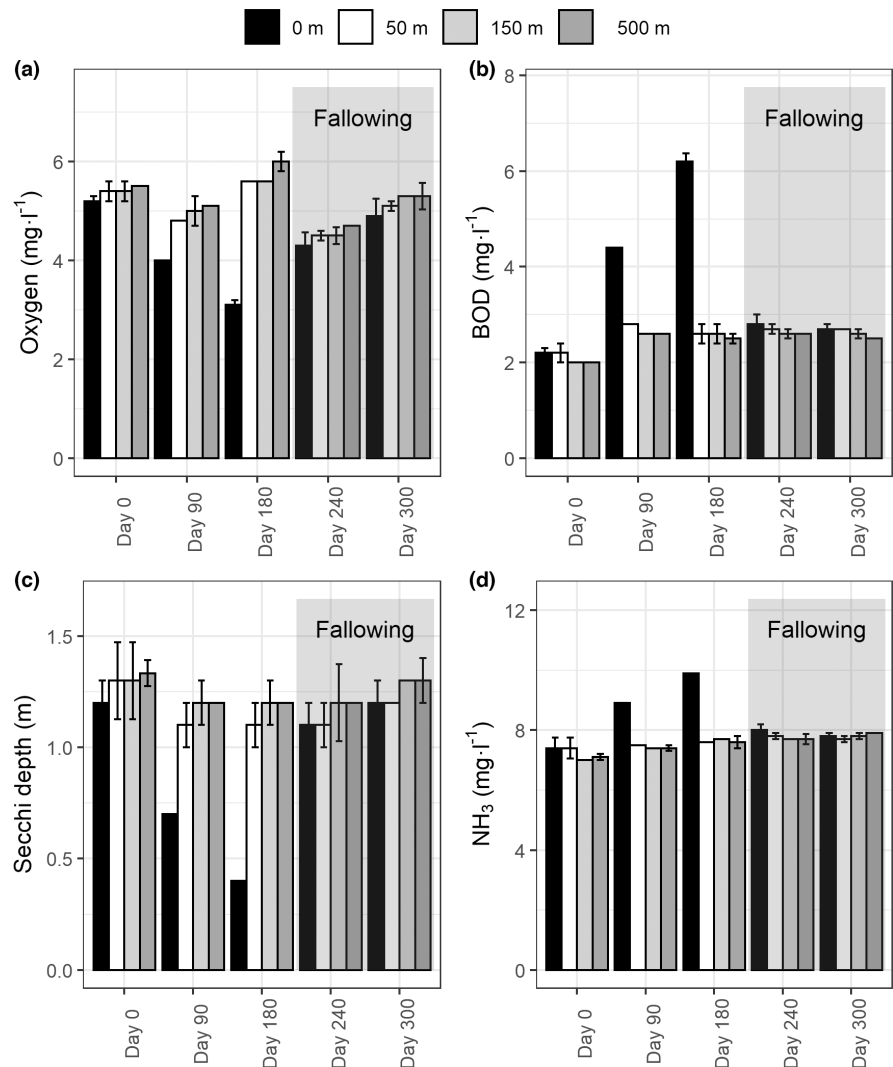 0 m 50 m 150 m 500 m
(a)
Fallowing
Oxygen (mg·l⁻¹)
6
4
2
0
Day 0 Day 90 Day 180 Day 240 Day 300
(b)
Fallowing
BOD (mg·l⁻¹)
8
6
4
2
0
Day 0 Day 90 Day 180 Day 240 Day 300
(c)
Fallowing
Secchi depth (m)
1.5
1.0
0.5
0.0
Day 0 Day 90 Day 180 Day 240 Day 300
(d)
Fallowing
NH₃ (mg·l⁻¹)
12
8
4
0
Day 0 Day 90 Day 180 Day 240 Day 300